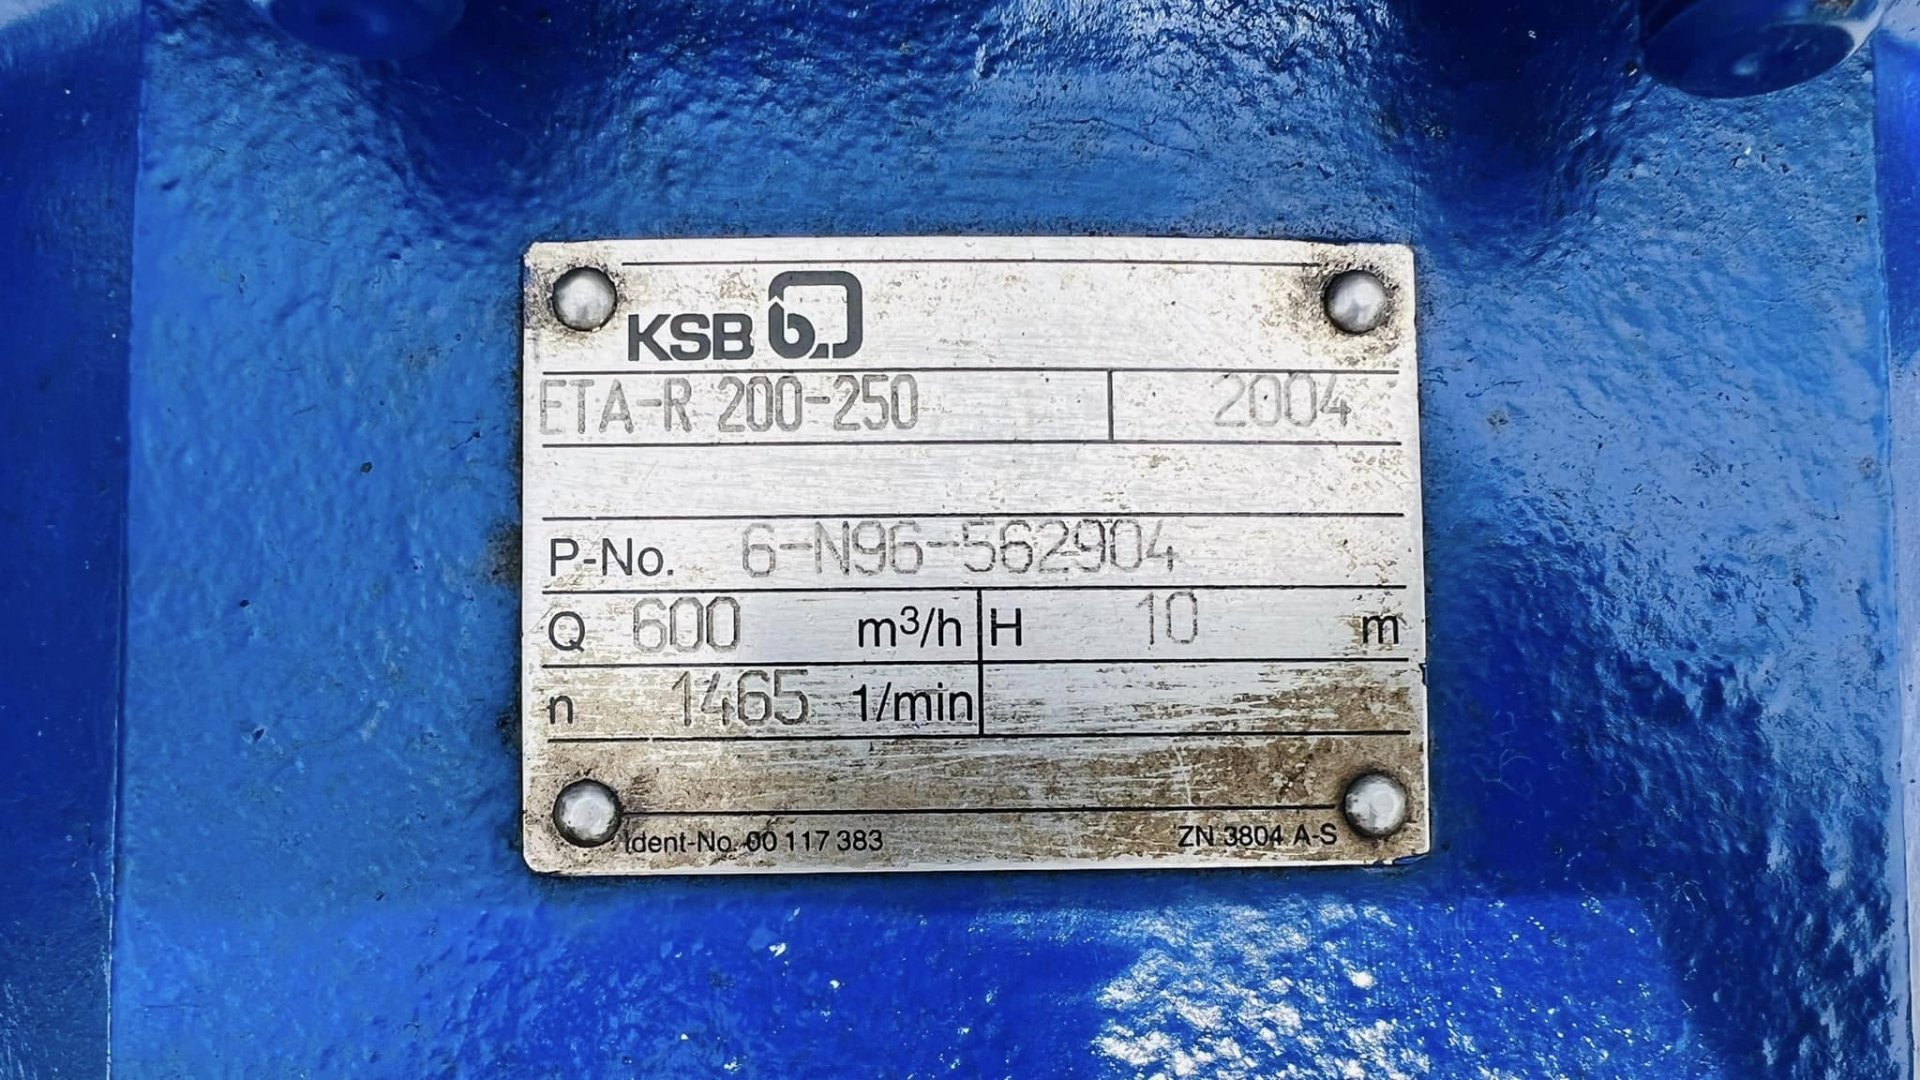 KSB
ETA-R 200-250 2004
P-No. 6-N96-562904
Q 600 m³/h H 10 m
n 1465 1/min
Ident-No. 00 117 383 ZN 3804 A-S